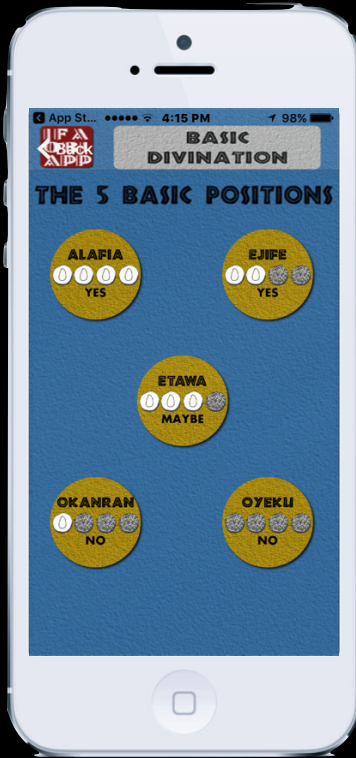 App St... 4:15 PM 98%
IFA
OBI
APP
Back
BASIC
DIVINATION
THE 5 BASIC POSITIONS
ALAFIA
YES
EJIFE
YES
ETAWA
MAYBE
OKANRAN
NO
OYEKU
NO